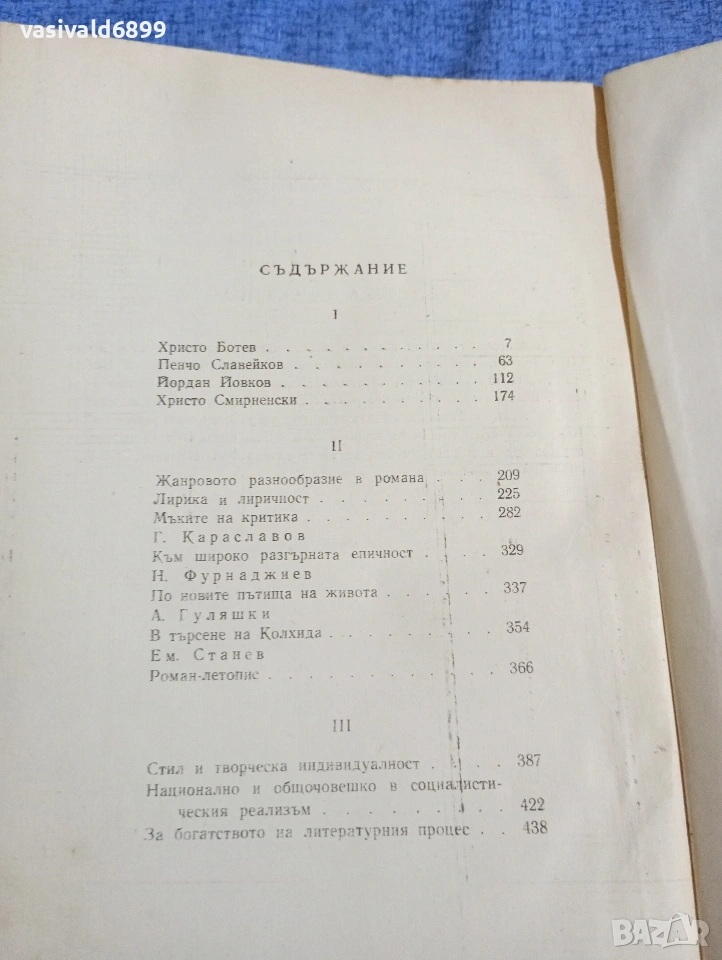 vasivald6899
СЪДЪРЖАНИЕ
I
Христо Ботев . . . . . . . . . . . . 7
Пенчо Славейков . . . . . . . . . . 63
Йордан Йовков . . . . . . . . . . . 112
Христо Смирненски . . . . . . . . . 174
II
Жанровото разнообразие в романа . . . 209
Лирика и лиричност . . . . . . . . . 225
Мъките на критика . . . . . . . . . 282
Г. Караславов
Към широко разгърната епичност . . . . 329
Н. Фурнаджиев
По новите пътища на живота . . . . . 337
А. Гуляшки
В търсене на Колхида . . . . . . . . 354
Ем. Станев
Роман-летопис . . . . . . . . . . . 366
III
Стил и творческа индивидуалност . . . . 387
Национално и общочовешко в социалисти-
ческия реализъм . . . . . . . . . 422
За богатството на литературния процес . . 438
BAZAR